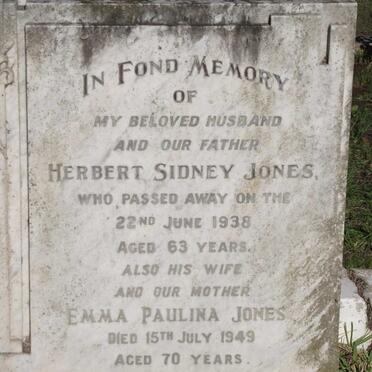 IN FOND MEMORY
OF
MY BELOVED HUSBAND
AND OUR FATHER
HERBERT SIDNEY JONES,
WHO PASSED AWAY ON THE
22ND JUNE 1938
AGED 63 YEARS.
ALSO HIS WIFE
AND OUR MOTHER
EMMA PAULINA JONES
DIED 15TH JULY 1949
AGED 70 YEARS.